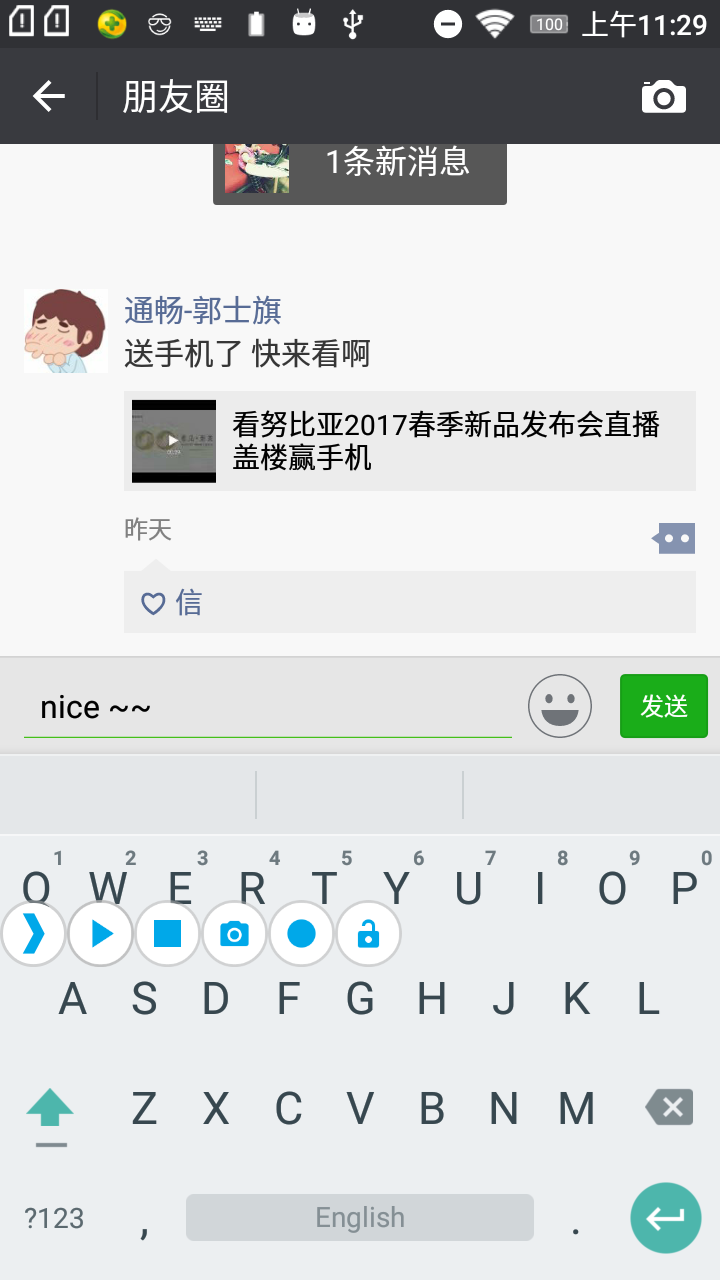 100 上午11:29
朋友圈
1条新消息
通畅-郭士旗
送手机了 快来看啊
看努比亚2017春季新品发布会直播
盖楼赢手机
昨天
信
nice ~~ 发送
1 2 3 4 5 6 7 8 9 0
Q W E R T Y U I O P
A S D F G H J K L
Z X C V B N M
?123 , English .